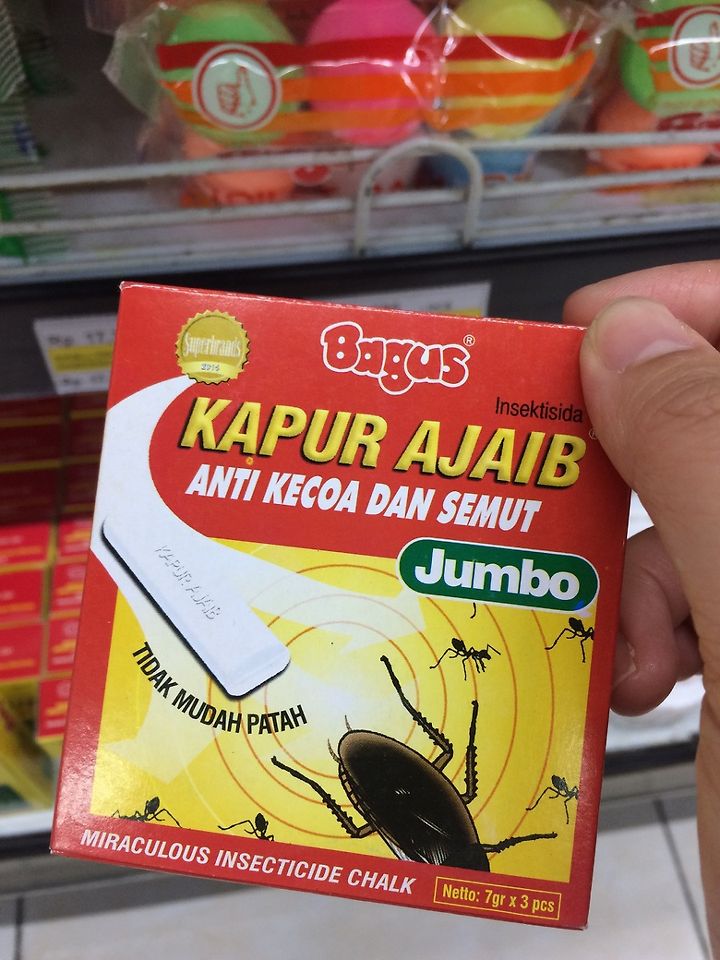 Superbrands
2014
Bagus®
Insektisida
KAPUR AJAIB®
ANTI KECOA DAN SEMUT
Jumbo
KAPUR AJAIB
TIDAK MUDAH PATAH
MIRACULOUS INSECTICIDE CHALK
Netto: 7gr x 3 pcs